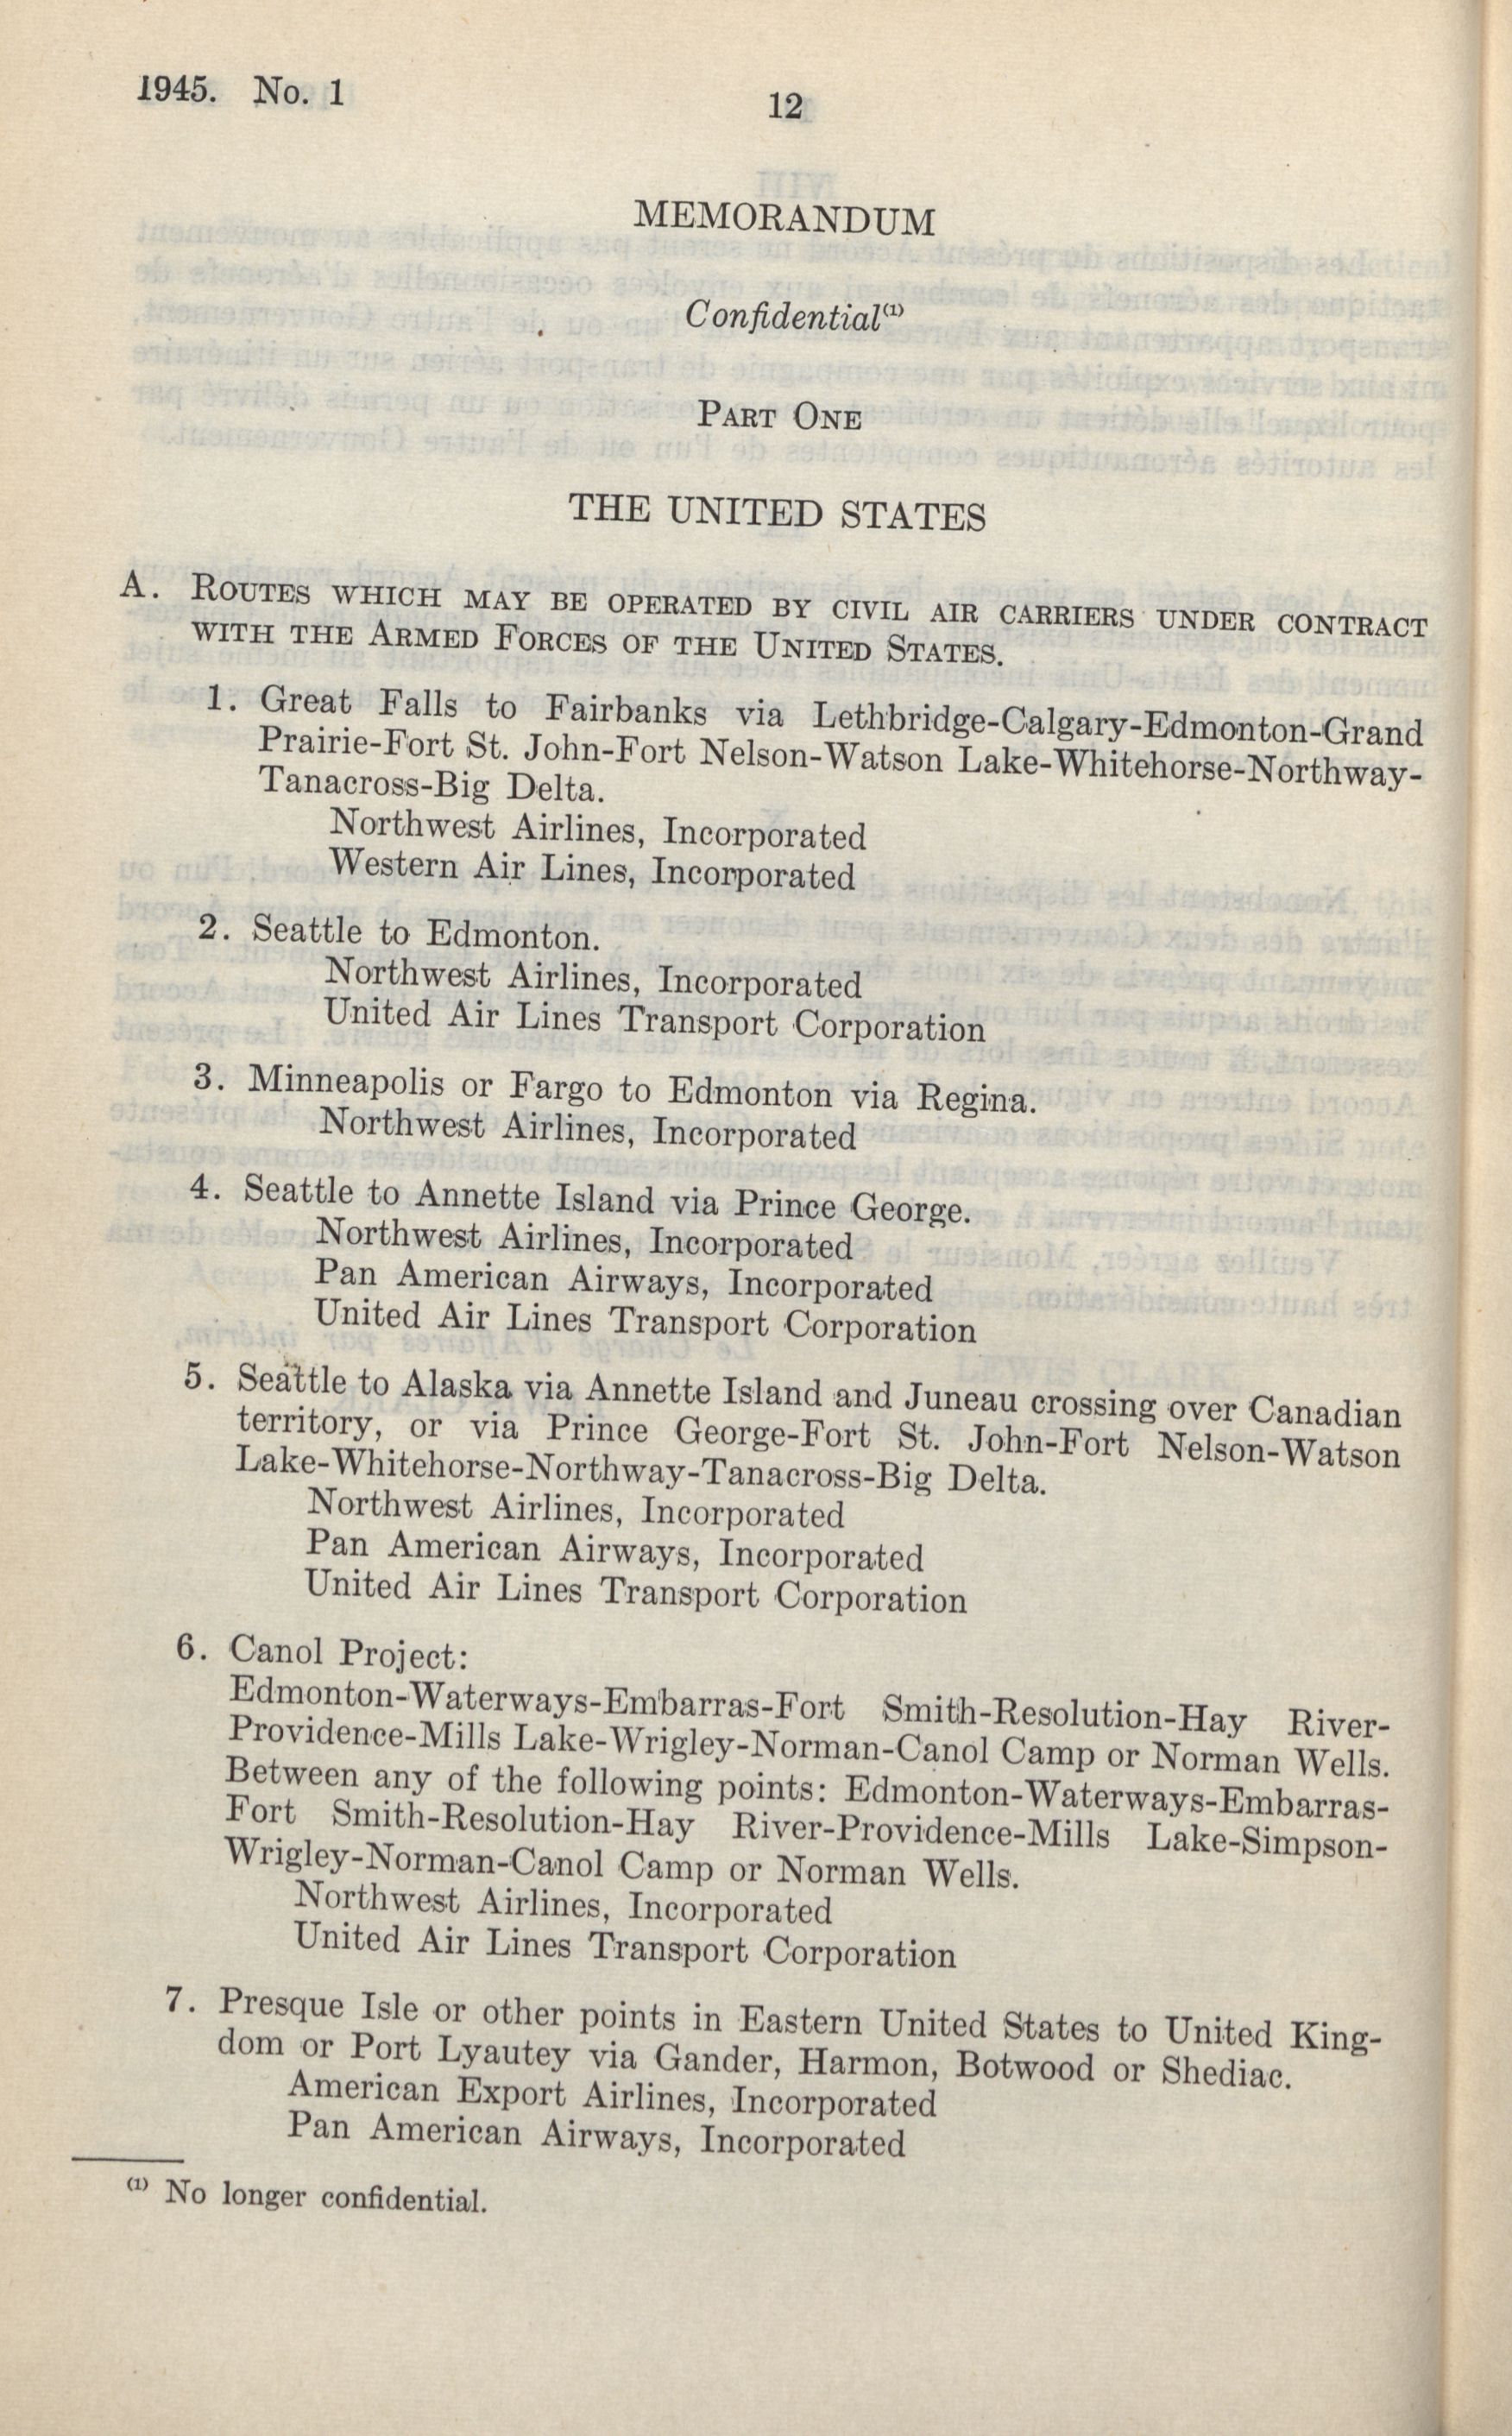 1945. No. 1
12
MEMORANDUM
Confidential(1)
PART ONE
THE UNITED STATES
A. ROUTES WHICH MAY BE OPERATED BY CIVIL AIR CARRIERS UNDER CONTRACT
WITH THE ARMED FORCES OF THE UNITED STATES.
1. Great Falls to Fairbanks via Lethbridge-Calgary-Edmonton-Grand
Prairie-Fort St. John-Fort Nelson-Watson Lake-Whitehorse-Northway-
Tanacross-Big Delta.
Northwest Airlines, Incorporated
Western Air Lines, Incorporated
2. Seattle to Edmonton.
Northwest Airlines, Incorporated
United Air Lines Transport Corporation
3. Minneapolis or Fargo to Edmonton via Regina.
Northwest Airlines, Incorporated
4. Seattle to Annette Island via Prince George.
Northwest Airlines, Incorporated
Pan American Airways, Incorporated
United Air Lines Transport Corporation
5. Seattle to Alaska via Annette Island and Juneau crossing over Canadian
territory, or via Prince George-Fort St. John-Fort Nelson-Watson
Lake-Whitehorse-Northway-Tanacross-Big Delta.
Northwest Airlines, Incorporated
Pan American Airways, Incorporated
United Air Lines Transport Corporation
6. Canol Project:
Edmonton-Waterways-Embarras-Fort Smith-Resolution-Hay River-
Providence-Mills Lake-Wrigley-Norman-Canol Camp or Norman Wells.
Between any of the following points: Edmonton-Waterways-Embarras-
Fort Smith-Resolution-Hay River-Providence-Mills Lake-Simpson-
Wrigley-Norman-Canol Camp or Norman Wells.
Northwest Airlines, Incorporated
United Air Lines Transport Corporation
7. Presque Isle or other points in Eastern United States to United King-
dom or Port Lyautey via Gander, Harmon, Botwood or Shediac.
American Export Airlines, Incorporated
Pan American Airways, Incorporated
(1) No longer confidential.